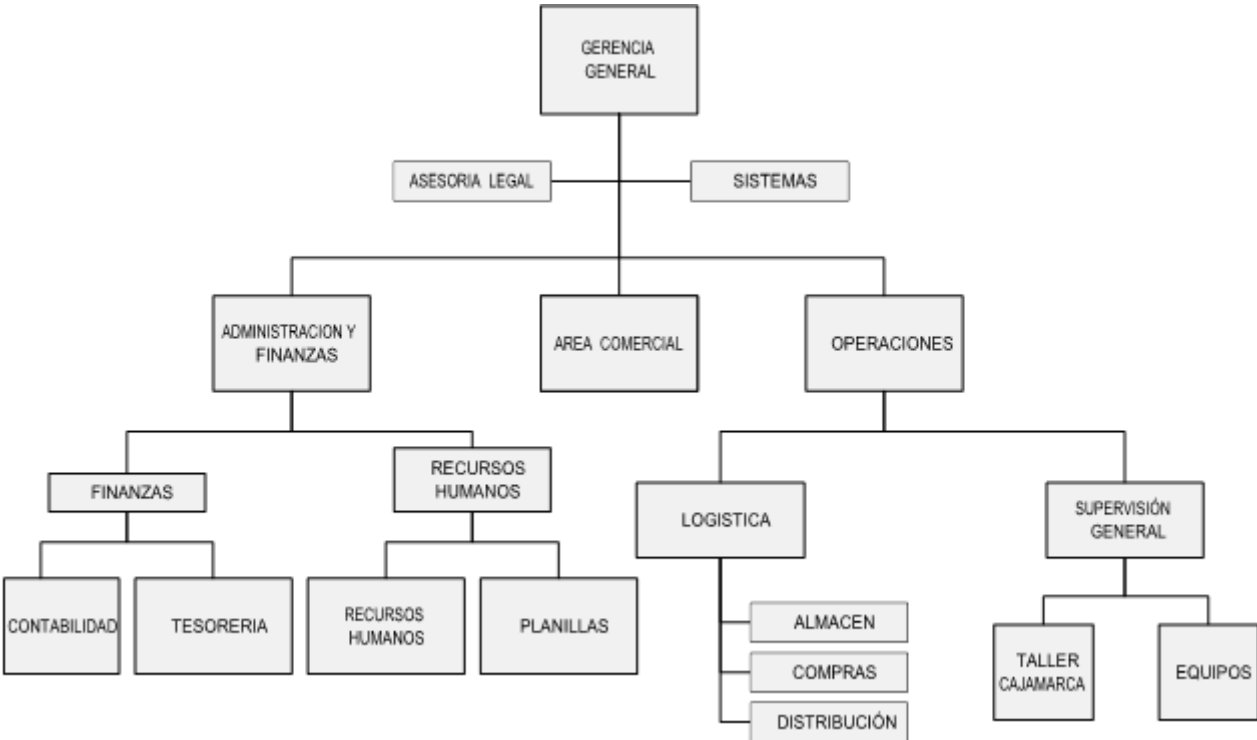 GERENCIA
GENERAL
ASESORIA LEGAL
SISTEMAS
ADMINISTRACION Y
FINANZAS
AREA COMERCIAL
OPERACIONES
FINANZAS
RECURSOS
HUMANOS
LOGISTICA
SUPERVISIÓN
GENERAL
CONTABILIDAD
TESORERIA
RECURSOS
HUMANOS
PLANILLAS
ALMACEN
COMPRAS
DISTRIBUCIÓN
TALLER
CAJAMARCA
EQUIPOS